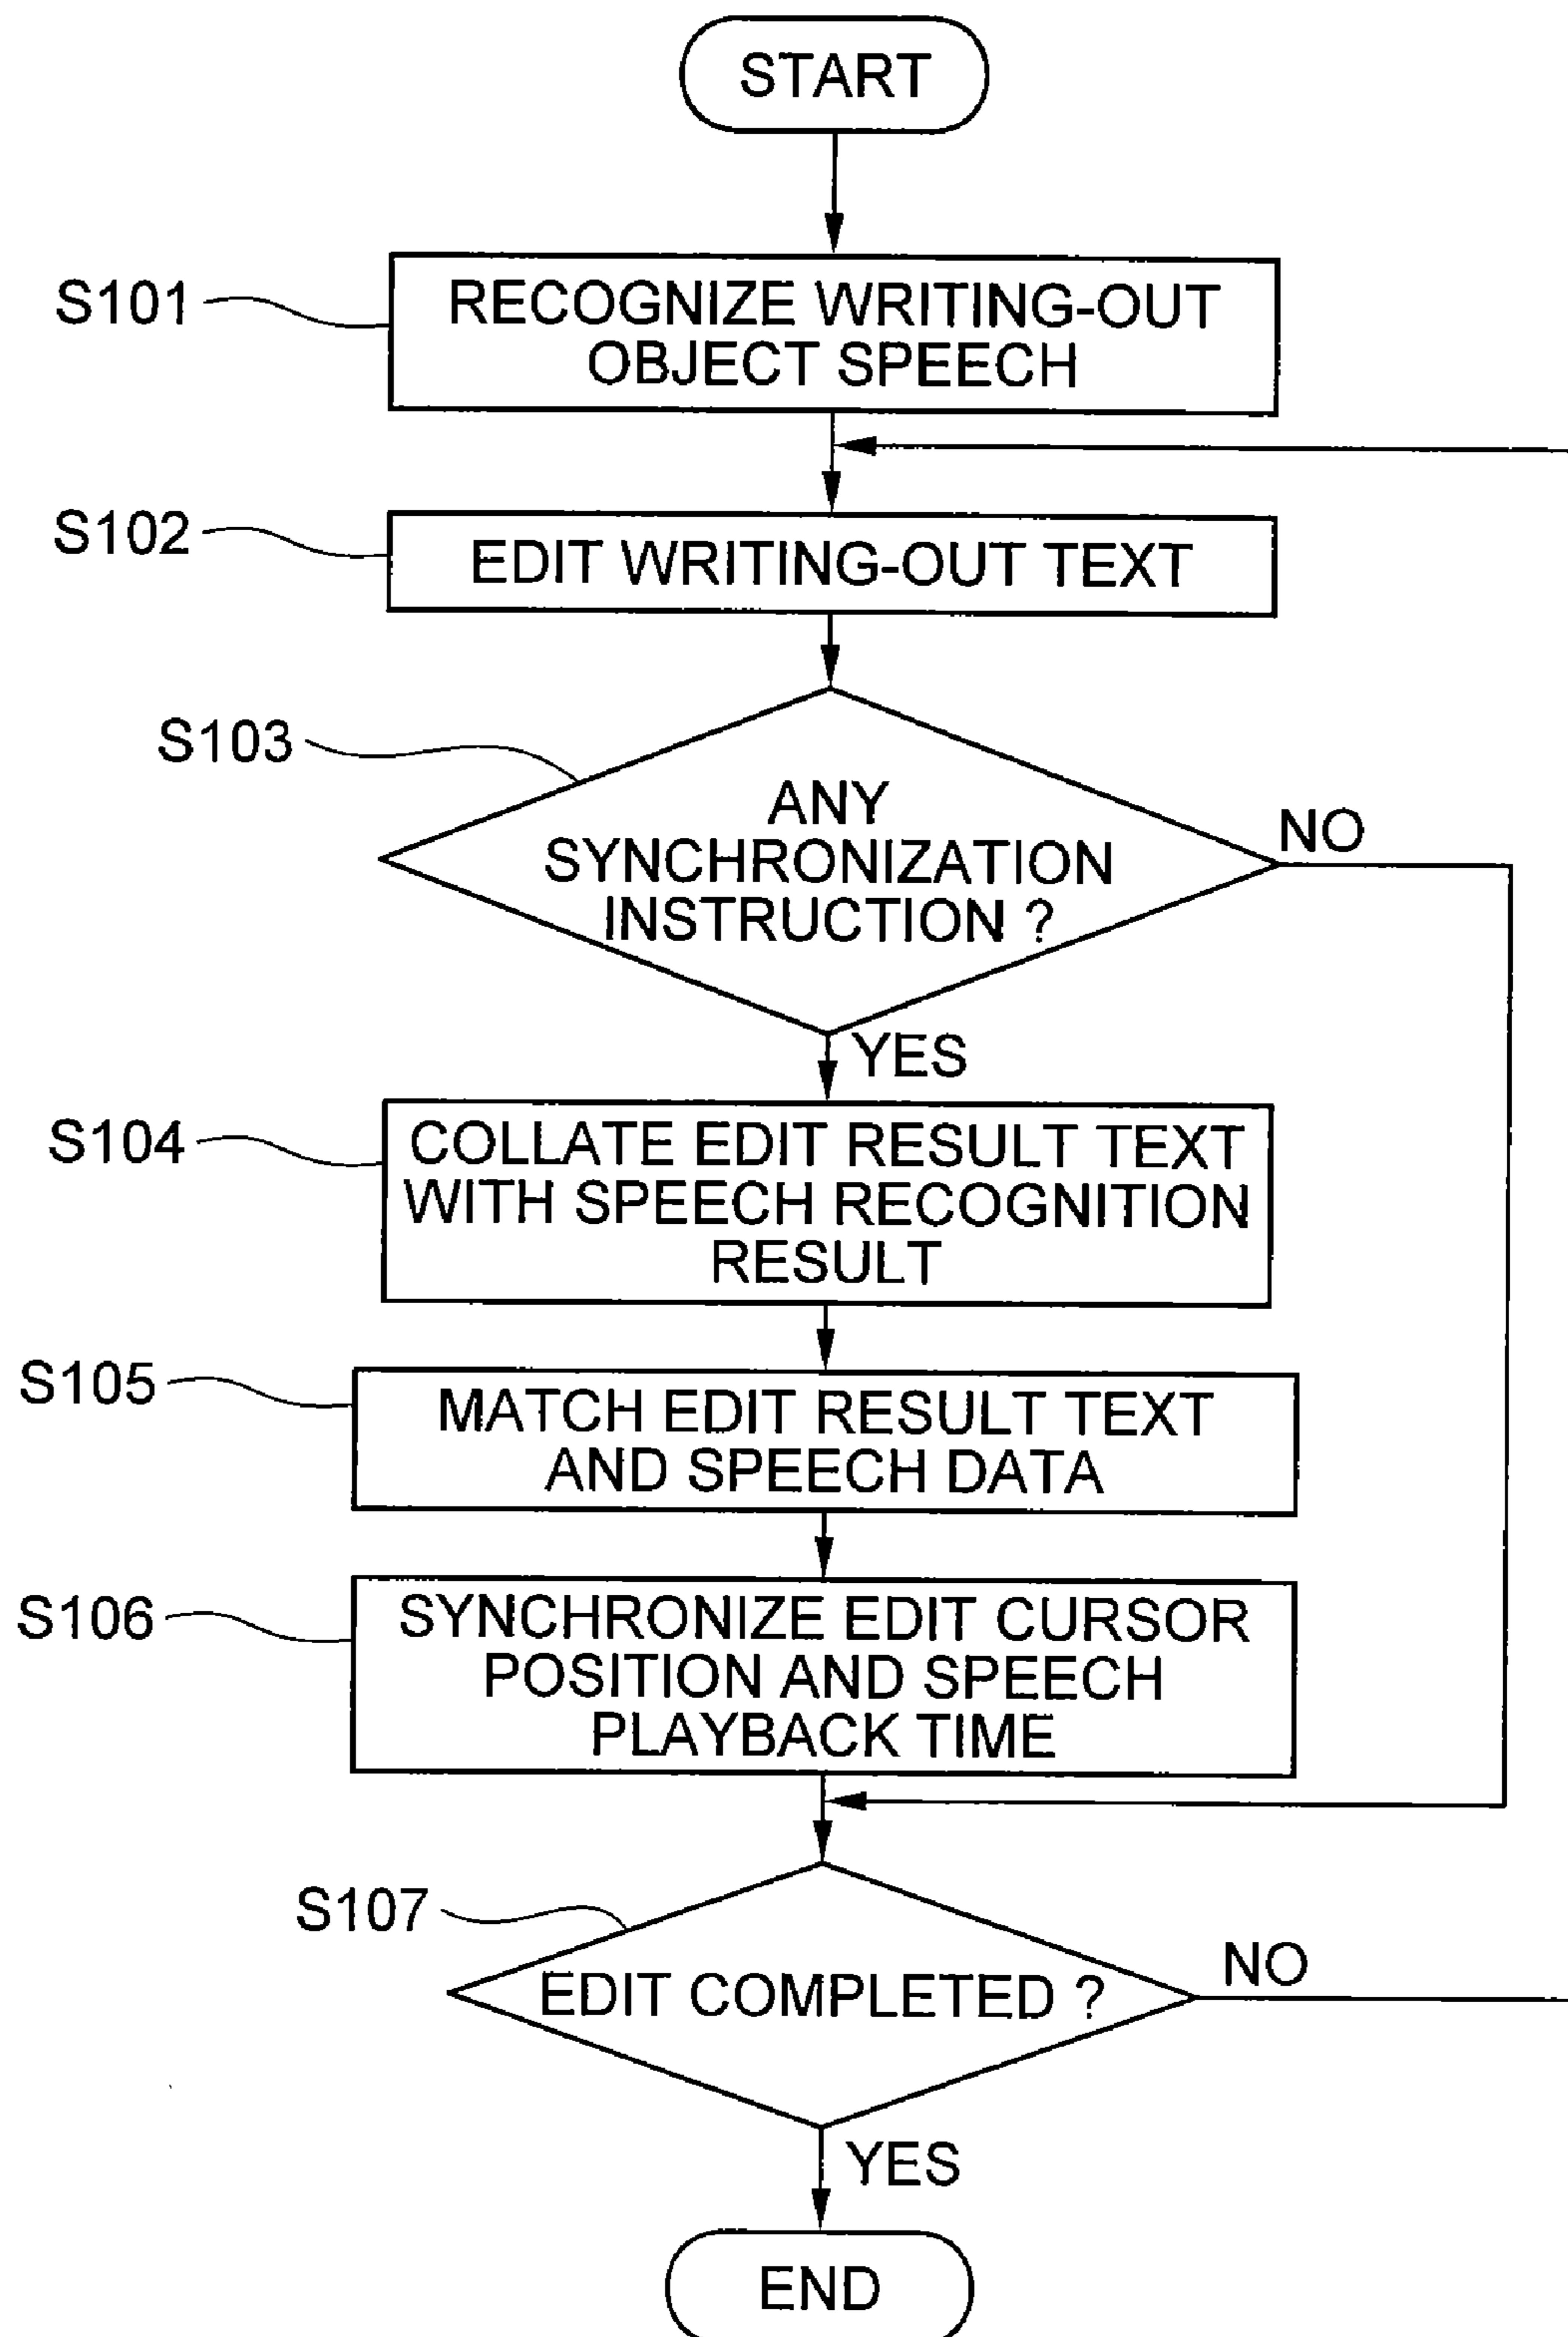 START
S101
RECOGNIZE WRITING-OUT
OBJECT SPEECH
S102
EDIT WRITING-OUT TEXT
S103
ANY
SYNCHRONIZATION
INSTRUCTION ?
NO
YES
S104
COLLATE EDIT RESULT TEXT
WITH SPEECH RECOGNITION
RESULT
S105
MATCH EDIT RESULT TEXT
AND SPEECH DATA
S106
SYNCHRONIZE EDIT CURSOR
POSITION AND SPEECH
PLAYBACK TIME
S107
EDIT COMPLETED ?
NO
YES
END